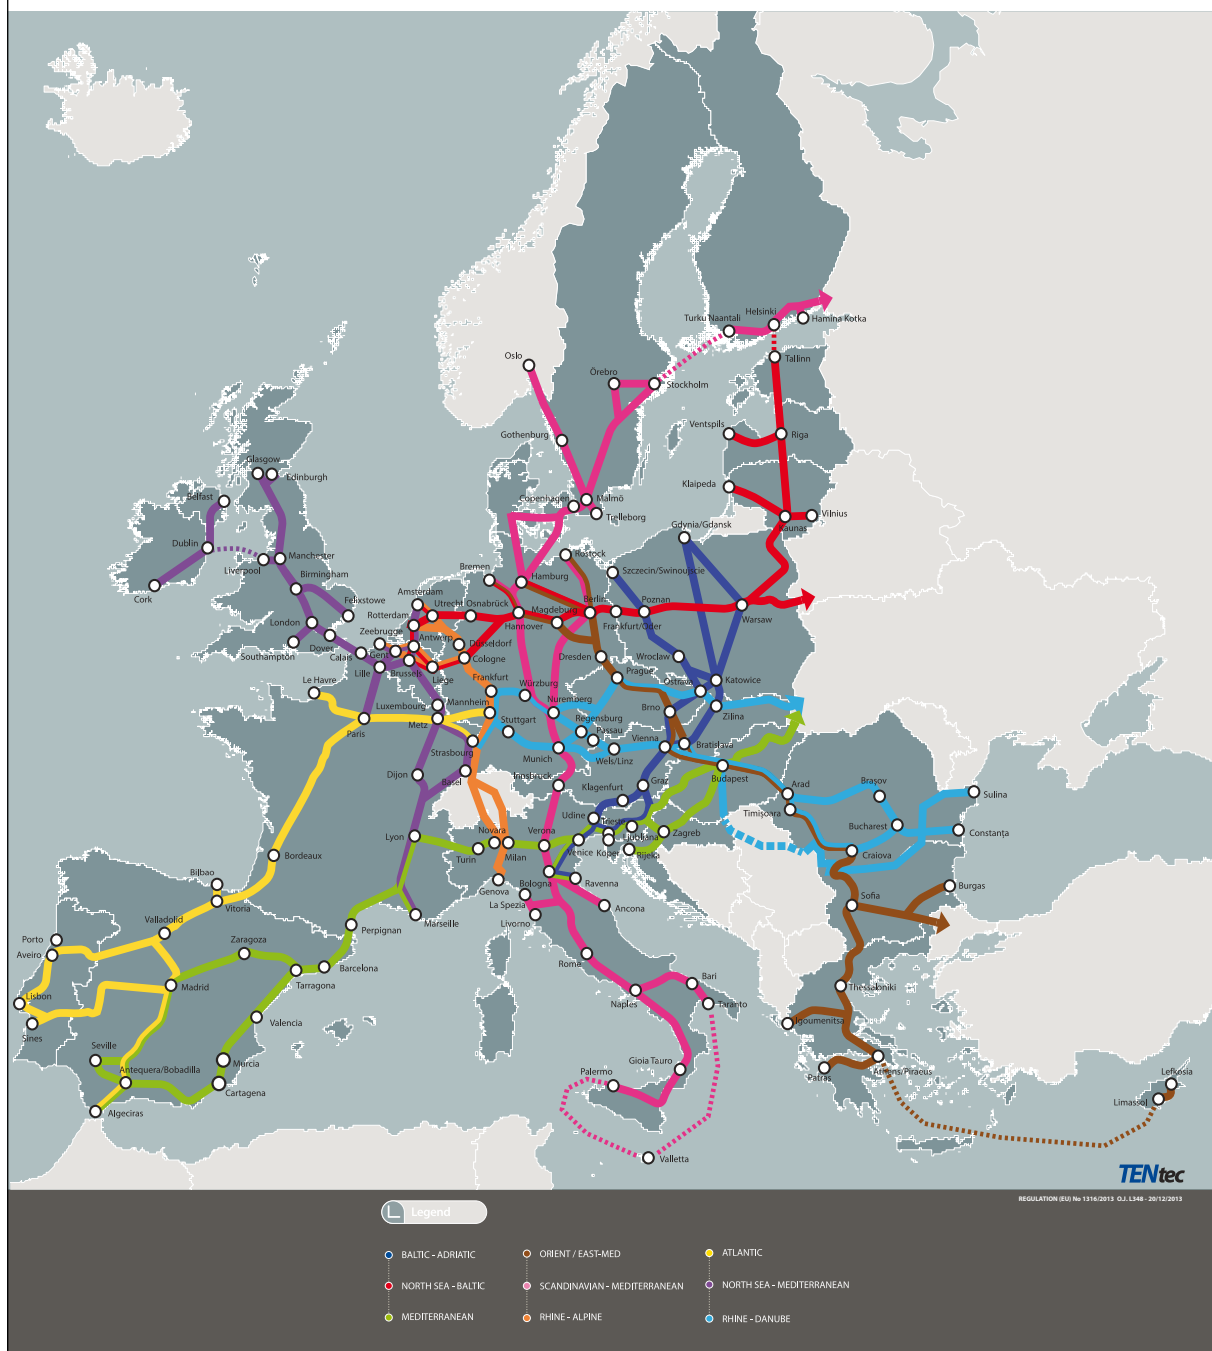 Helsinki
Turku Naantali
Hamina Kotka
Oslo
Tallinn
Örebro
Stockholm
Ventspils
Gothenburg
Riga
Glasgow
Edinburgh
Klaipeda
Belfast
Copenhagen
Malmö
Trelleborg
Vilnius
Gdynia/Gdansk
Kaunas
Dublin
Manchester
Liverpool
Rostock
Bremen
Hamburg
Szczecin/Swinoujscie
Birmingham
Cork
Felixstowe
Amsterdam
Utrecht
Osnabrück
Berlin
Poznan
Rotterdam
Magdeburg
London
Hannover
Frankfurt/Oder
Warsaw
Zeebrugge
Antwerp
Düsseldorf
Southampton
Dover
Calais
Gent
Cologne
Dresden
Wroclaw
Lille
Brussels
Liège
Le Havre
Frankfurt
Prague
Ostrava
Katowice
Würzburg
Luxembourg
Mannheim
Nuremberg
Brno
Žilina
Paris
Metz
Stuttgart
Regensburg
Passau
Vienna
Bratislava
Strasbourg
Munich
Wels/Linz
Dijon
Basel
Innsbruck
Budapest
Klagenfurt
Graz
Arad
Braşov
Sulina
Timişoara
Udine
Trieste
Novara
Verona
Ljubljana
Zagreb
Bucharest
Constanţa
Lyon
Turin
Milan
Venice
Koper
Rijeka
Craiova
Bordeaux
Bilbao
Genova
Bologna
Ravenna
Burgas
Vitoria
La Spezia
Sofia
Ancona
Valladolid
Marseille
Livorno
Perpignan
Porto
Zaragoza
Aveiro
Rome
Barcelona
Bari
Madrid
Tarragona
Thessaloniki
Lisbon
Naples
Taranto
Valencia
Igoumenitsa
Sines
Seville
Murcia
Gioia Tauro
Antequera/Bobadilla
Palermo
Patras
Athens/Piraeus
Lefkosia
Cartagena
Limassol
Algeciras
Valletta
TENtec
REGULATION (EU) No 1316/2013 O.J. L348 - 20/12/2013
Legend
BALTIC - ADRIATIC
ORIENT / EAST-MED
ATLANTIC
NORTH SEA - BALTIC
SCANDINAVIAN - MEDITERRANEAN
NORTH SEA - MEDITERRANEAN
MEDITERRANEAN
RHINE - ALPINE
RHINE - DANUBE